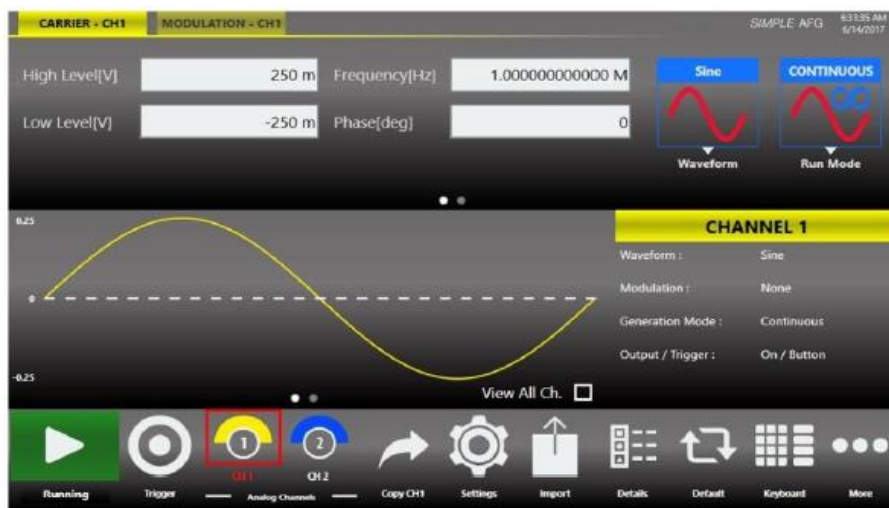 CARRIER - CH1 MODULATION - CH1 SIMPLE AFG 6:31:35 AM
6/14/2017
High Level[V] 250 m Frequency[Hz] 1.000000000000 M Sine CONTINUOUS
Low Level[V] -250 m Phase[deg] 0
Waveform Run Mode
0.25
CHANNEL 1
Waveform : Sine
Modulation : None
0
Generation Mode : Continuous
Output / Trigger : On / Button
-0.25
View All Ch.
1 2
CH 1 CH 2
Running Trigger Analog Channels Copy CH1 Settings Import Details Default Keyboard More